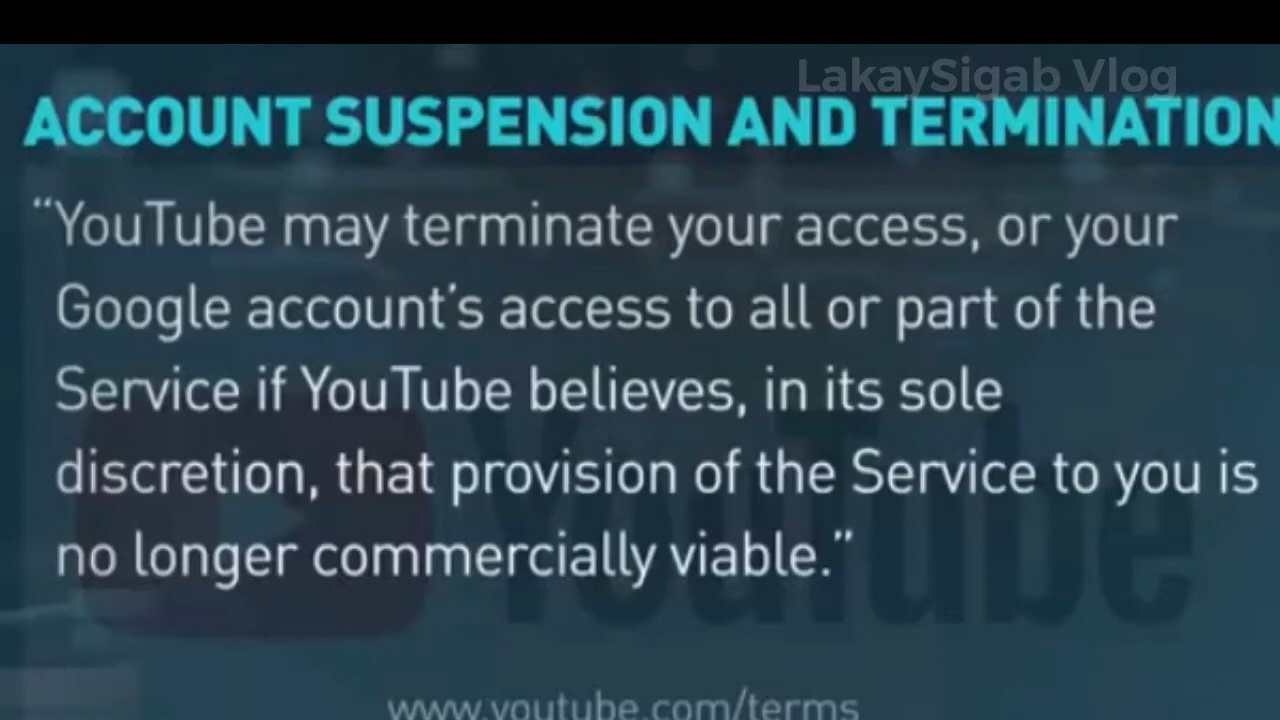 LakaySigab Vlog
ACCOUNT SUSPENSION AND TERMINATION
“YouTube may terminate your access, or your
Google account’s access to all or part of the
Service if YouTube believes, in its sole
discretion, that provision of the Service to you is
no longer commercially viable.”
YouTube
www.youtube.com/terms